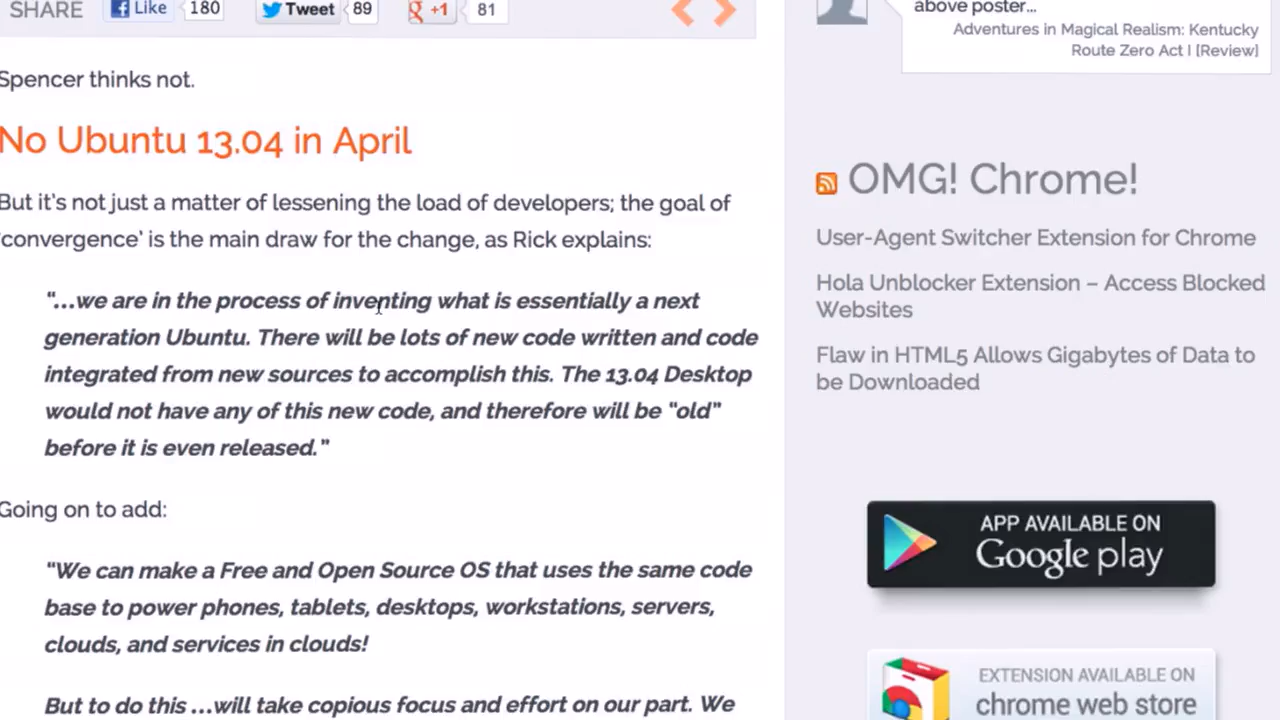 SHARE Like 180 Tweet 89 g +1 81
Spencer thinks not.
No Ubuntu 13.04 in April
But it's not just a matter of lessening the load of developers; the goal of
'convergence' is the main draw for the change, as Rick explains:
"…we are in the process of inventing what is essentially a next
generation Ubuntu. There will be lots of new code written and code
integrated from new sources to accomplish this. The 13.04 Desktop
would not have any of this new code, and therefore will be "old"
before it is even released."
Going on to add:
"We can make a Free and Open Source OS that uses the same code
base to power phones, tablets, desktops, workstations, servers,
clouds, and services in clouds!
But to do this …will take copious focus and effort on our part. We
above poster...
Adventures in Magical Realism: Kentucky
Route Zero Act I [Review]
OMG! Chrome!
User-Agent Switcher Extension for Chrome
Hola Unblocker Extension – Access Blocked
Websites
Flaw in HTML5 Allows Gigabytes of Data to
be Downloaded
APP AVAILABLE ON
Google play
EXTENSION AVAILABLE ON
chrome web store